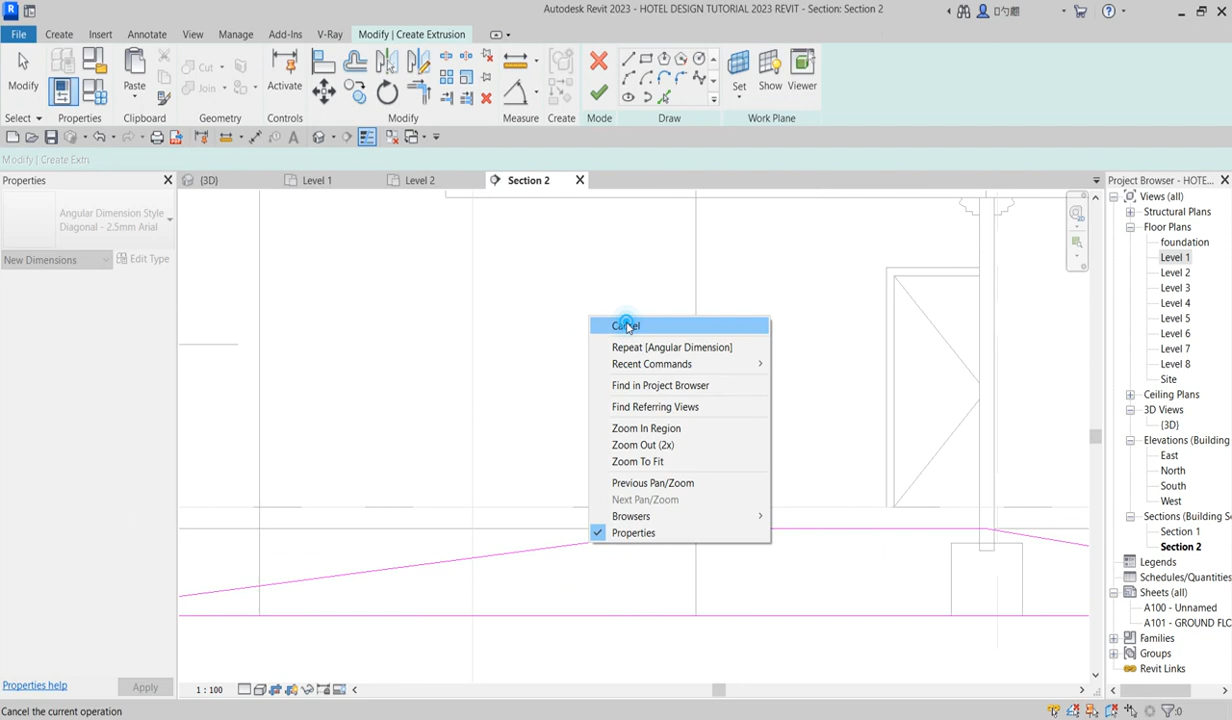 Autodesk Revit 2023 - HOTEL DESIGN TUTORIAL 2023 REVIT - Section: Section 2
File Create Insert Annotate View Manage Add-Ins V-Ray Modify | Create Extrusion
Modify Paste Cut Join Activate Set Show Viewer
Select Properties Clipboard Geometry Controls Modify Measure Create Mode Draw Work Plane
Modify | Create Extru
Properties
{3D} Level 1 Level 2 Section 2
Project Browser - HOTE...
Angular Dimension Style
Diagonal - 2.5mm Arial
New Dimensions Edit Type
Views (all)
Structural Plans
Floor Plans
foundation
Level 1
Level 2
Level 3
Level 4
Level 5
Level 6
Level 7
Level 8
Site
Ceiling Plans
3D Views
{3D}
Elevations (Building
East
North
South
West
Sections (Building Se
Section 1
Section 2
Legends
Schedules/Quantities
Sheets (all)
A100 - Unnamed
A101 - GROUND FLC
Families
Groups
Revit Links
Cancel
Repeat [Angular Dimension]
Recent Commands
Find in Project Browser
Find Referring Views
Zoom In Region
Zoom Out (2x)
Zoom To Fit
Previous Pan/Zoom
Next Pan/Zoom
Browsers
Properties
Properties help Apply
1 : 100
Cancel the current operation
:0